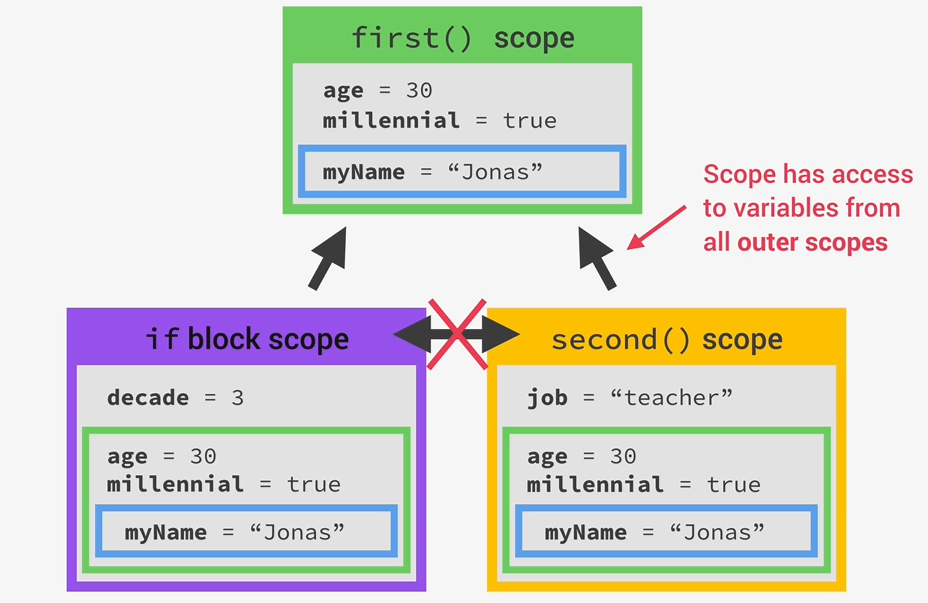 first() scope
age = 30
millennial = true
myName = “Jonas”
Scope has access
to variables from
all outer scopes
if block scope
decade = 3
age = 30
millennial = true
myName = “Jonas”
second() scope
job = “teacher”
age = 30
millennial = true
myName = “Jonas”